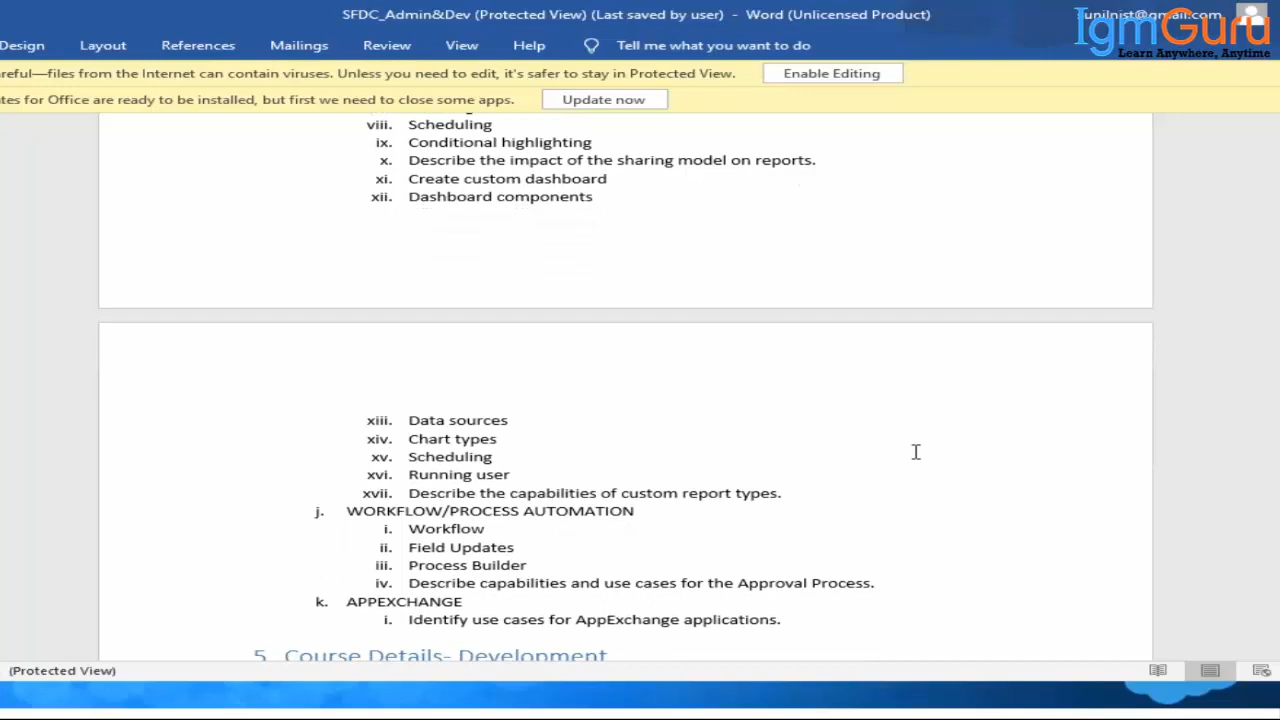 SFDC_Admin&Dev (Protected View) (Last saved by user) - Word (Unlicensed Product)
IgmGuru
Learn Anywhere, Anytime
Design Layout References Mailings Review View Help Tell me what you want to do
reful—files from the Internet can contain viruses. Unless you need to edit, it's safer to stay in Protected View. Enable Editing
tes for Office are ready to be installed, but first we need to close some apps. Update now
viii. Scheduling
ix. Conditional highlighting
x. Describe the impact of the sharing model on reports.
xi. Create custom dashboard
xii. Dashboard components
xiii. Data sources
xiv. Chart types
xv. Scheduling
xvi. Running user
xvii. Describe the capabilities of custom report types.
j. WORKFLOW/PROCESS AUTOMATION
i. Workflow
ii. Field Updates
iii. Process Builder
iv. Describe capabilities and use cases for the Approval Process.
k. APPEXCHANGE
i. Identify use cases for AppExchange applications.
5. Course Details- Development
(Protected View)